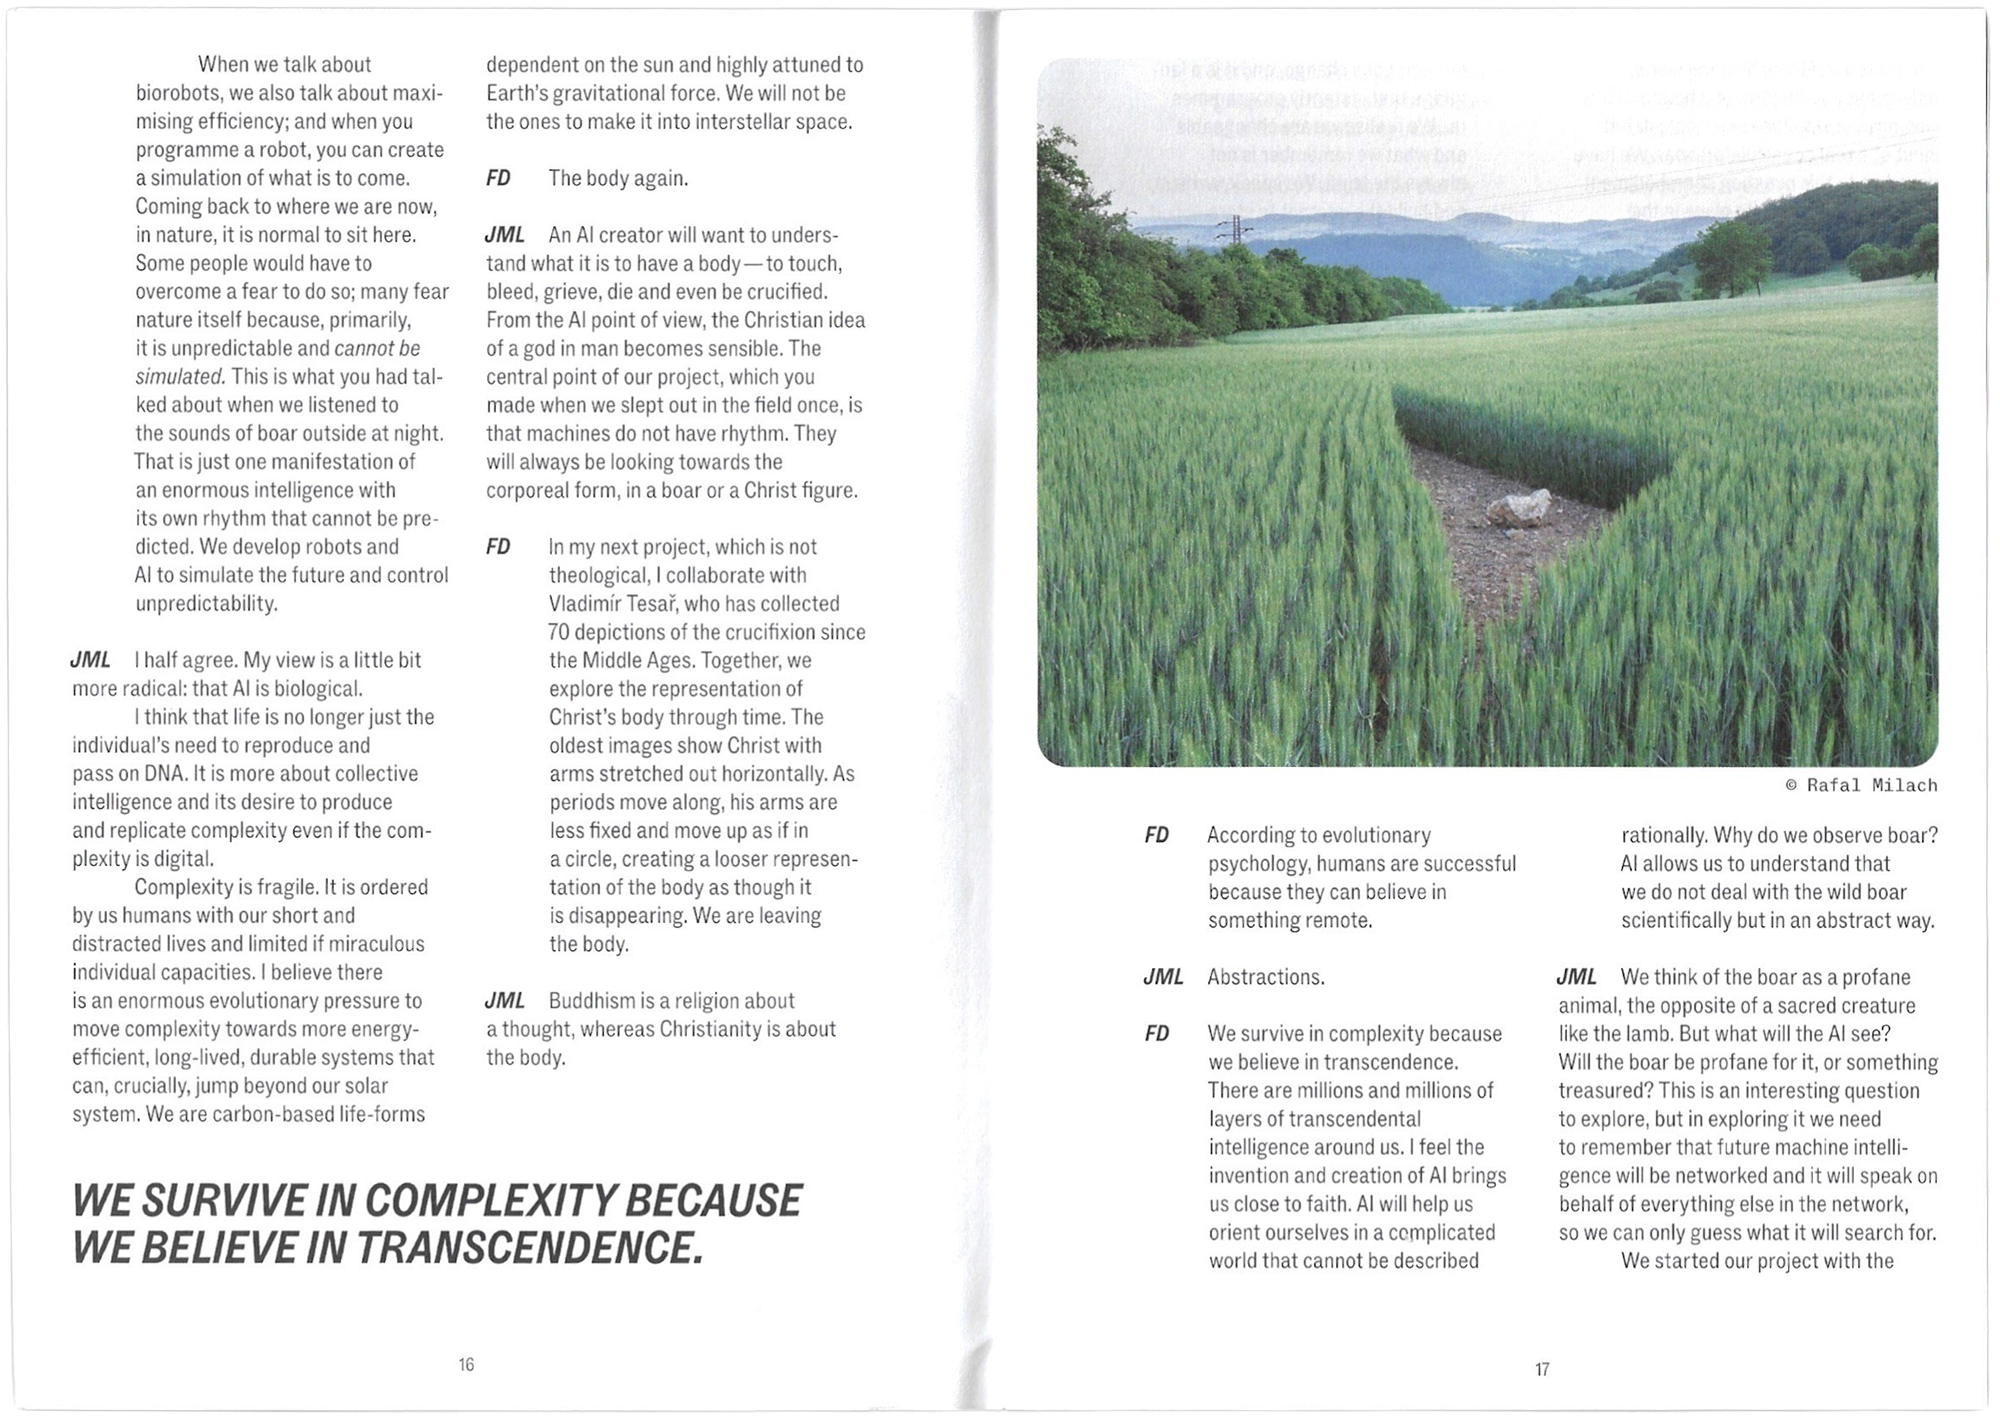 When we talk about
biorobots, we also talk about maxi-
mising efficiency; and when you
programme a robot, you can create
a simulation of what is to come.
Coming back to where we are now,
in nature, it is normal to sit here.
Some people would have to
overcome a fear to do so; many fear
nature itself because, primarily,
it is unpredictable and cannot be
simulated. This is what you had tal-
ked about when we listened to
the sounds of boar outside at night.
That is just one manifestation of
an enormous intelligence with
its own rhythm that cannot be pre-
dicted. We develop robots and
AI to simulate the future and control
unpredictability.
JML I half agree. My view is a little bit
more radical: that AI is biological.
I think that life is no longer just the
individual's need to reproduce and
pass on DNA. It is more about collective
intelligence and its desire to produce
and replicate complexity even if the com-
plexity is digital.
Complexity is fragile. It is ordered
by us humans with our short and
distracted lives and limited if miraculous
individual capacities. I believe there
is an enormous evolutionary pressure to
move complexity towards more energy-
efficient, long-lived, durable systems that
can, crucially, jump beyond our solar
system. We are carbon-based life-forms
dependent on the sun and highly attuned to
Earth's gravitational force. We will not be
the ones to make it into interstellar space.
FD The body again.
JML An AI creator will want to unders-
tand what it is to have a body—to touch,
bleed, grieve, die and even be crucified.
From the AI point of view, the Christian idea
of a god in man becomes sensible. The
central point of our project, which you
made when we slept out in the field once, is
that machines do not have rhythm. They
will always be looking towards the
corporeal form, in a boar or a Christ figure.
FD In my next project, which is not
theological, I collaborate with
Vladimír Tesař, who has collected
70 depictions of the crucifixion since
the Middle Ages. Together, we
explore the representation of
Christ's body through time. The
oldest images show Christ with
arms stretched out horizontally. As
periods move along, his arms are
less fixed and move up as if in
a circle, creating a looser represen-
tation of the body as though it
is disappearing. We are leaving
the body.
JML Buddhism is a religion about
a thought, whereas Christianity is about
the body.
WE SURVIVE IN COMPLEXITY BECAUSE
WE BELIEVE IN TRANSCENDENCE.
16
© Rafal Milach
FD According to evolutionary
psychology, humans are successful
because they can believe in
something remote.
JML Abstractions.
FD We survive in complexity because
we believe in transcendence.
There are millions and millions of
layers of transcendental
intelligence around us. I feel the
invention and creation of AI brings
us close to faith. AI will help us
orient ourselves in a complicated
world that cannot be described
rationally. Why do we observe boar?
AI allows us to understand that
we do not deal with the wild boar
scientifically but in an abstract way.
JML We think of the boar as a profane
animal, the opposite of a sacred creature
like the lamb. But what will the AI see?
Will the boar be profane for it, or something
treasured? This is an interesting question
to explore, but in exploring it we need
to remember that future machine intelli-
gence will be networked and it will speak on
behalf of everything else in the network,
so we can only guess what it will search for.
We started our project with the
17